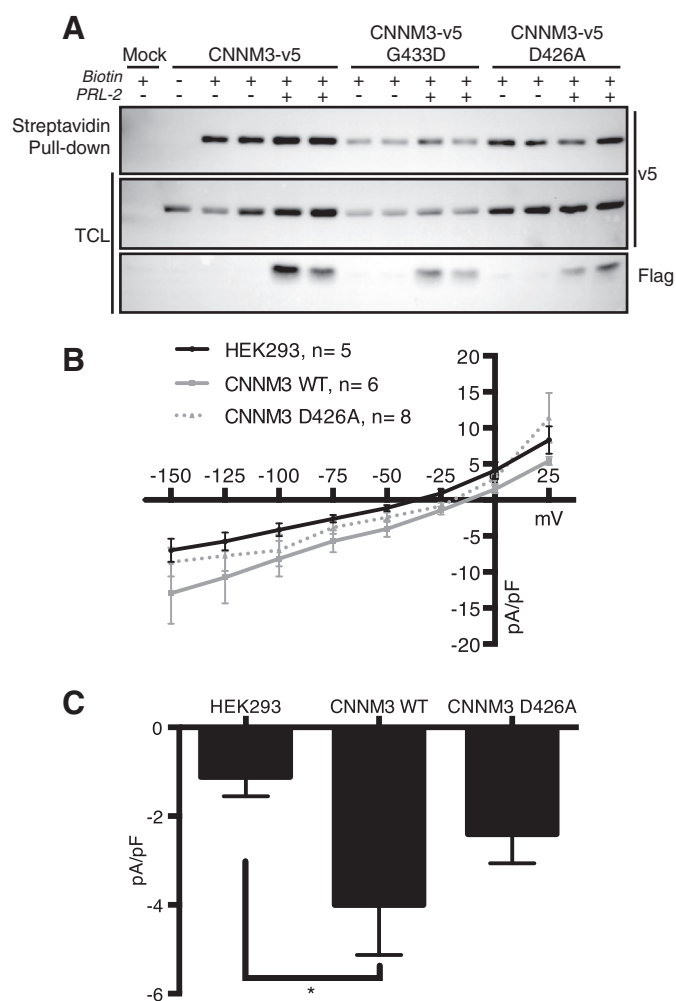 A
Mock CNNM3-v5 CNNM3-v5 G433D CNNM3-v5 D426A
Biotin + - + + + + + + + + + + + +
PRL-2 - - - - + + - - + + - - + +
Streptavidin
Pull-down
v5
TCL
Flag
B
HEK293, n= 5
CNNM3 WT, n= 6
CNNM3 D426A, n= 8
20
15
10
5
-150 -125 -100 -75 -50 -25 0 25
mV
-5
-10
-15
-20
pA/pF
C
HEK293 CNNM3 WT CNNM3 D426A
0
-2
-4
-6
pA/pF
*